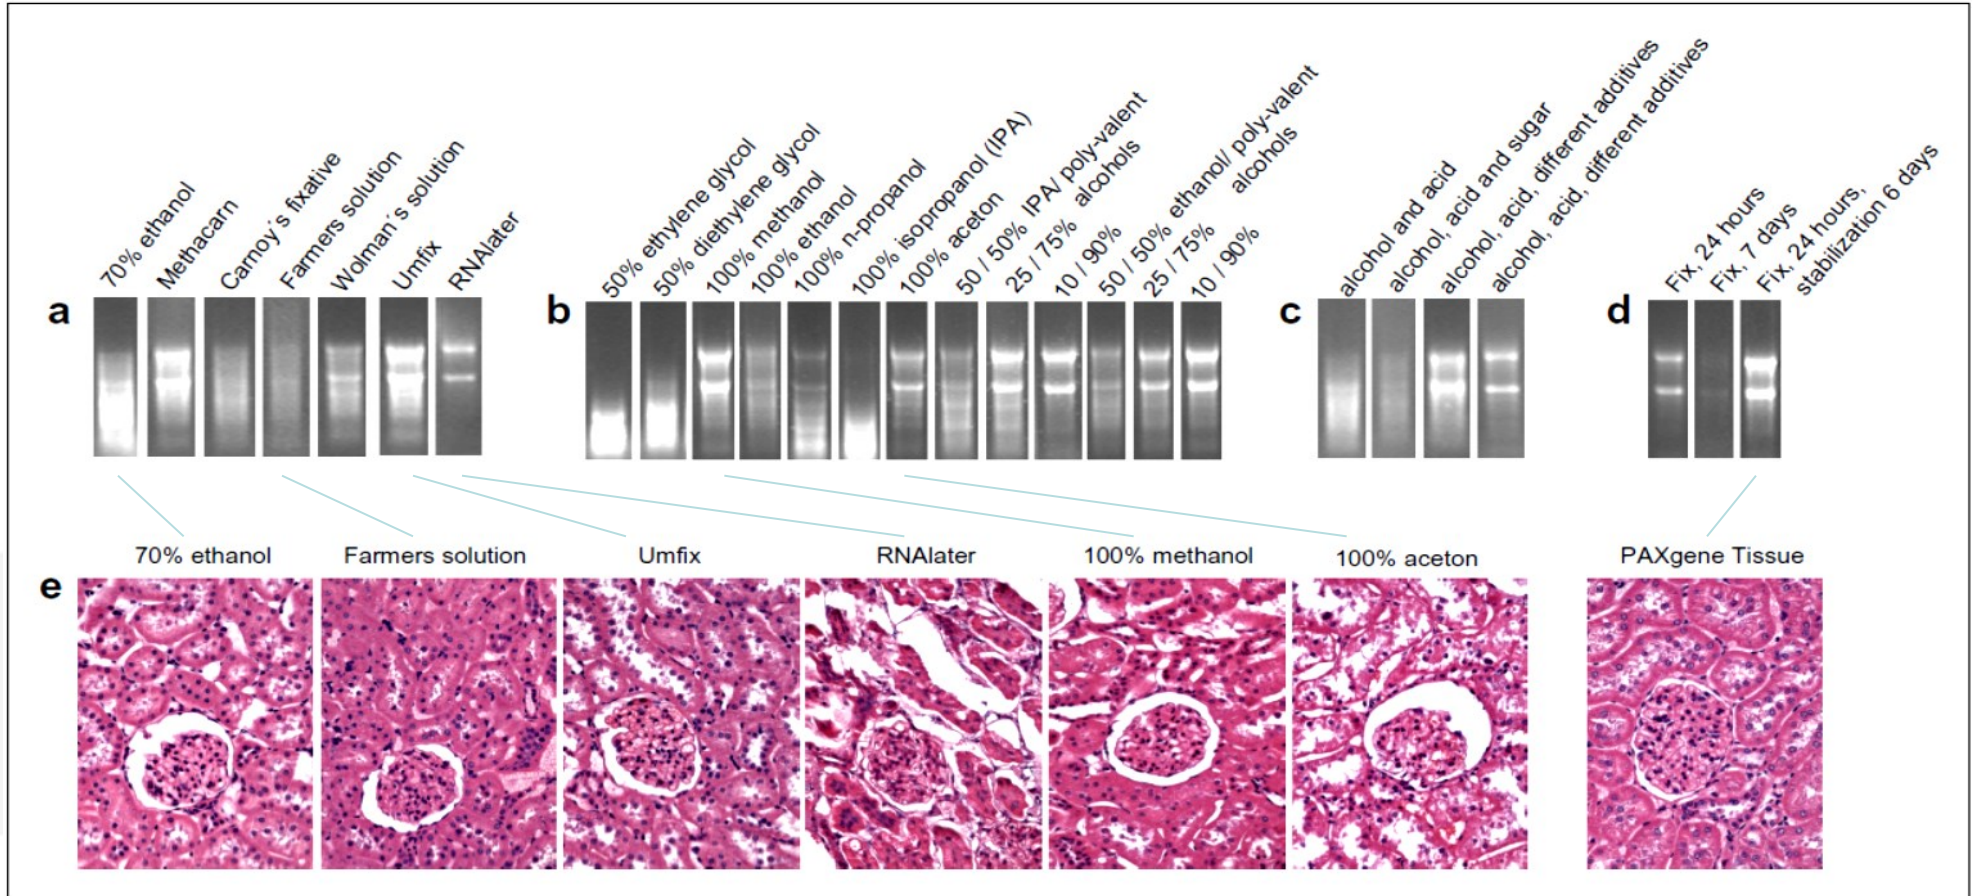 a
70% ethanol
Methacarn
Carnoy´s fixative
Farmers solution
Wolman´s solution
Umfix
RNAlater
b
50% ethylene glycol
50% diethylene glycol
100% methanol
100% ethanol
100% n-propanol
100% isopropanol (IPA)
100% aceton
50 / 50% IPA/ poly-valent
25 / 75% alcohols
10 / 90%
50 / 50% ethanol/ poly-valent
25 / 75% alcohols
10 / 90%
c
alcohol and acid
alcohol, acid and sugar
alcohol, acid, different additives
alcohol, acid, different additives
d
Fix, 24 hours
Fix, 7 days
Fix, 24 hours,
stabilization 6 days
e
70% ethanol
Farmers solution
Umfix
RNAlater
100% methanol
100% aceton
PAXgene Tissue